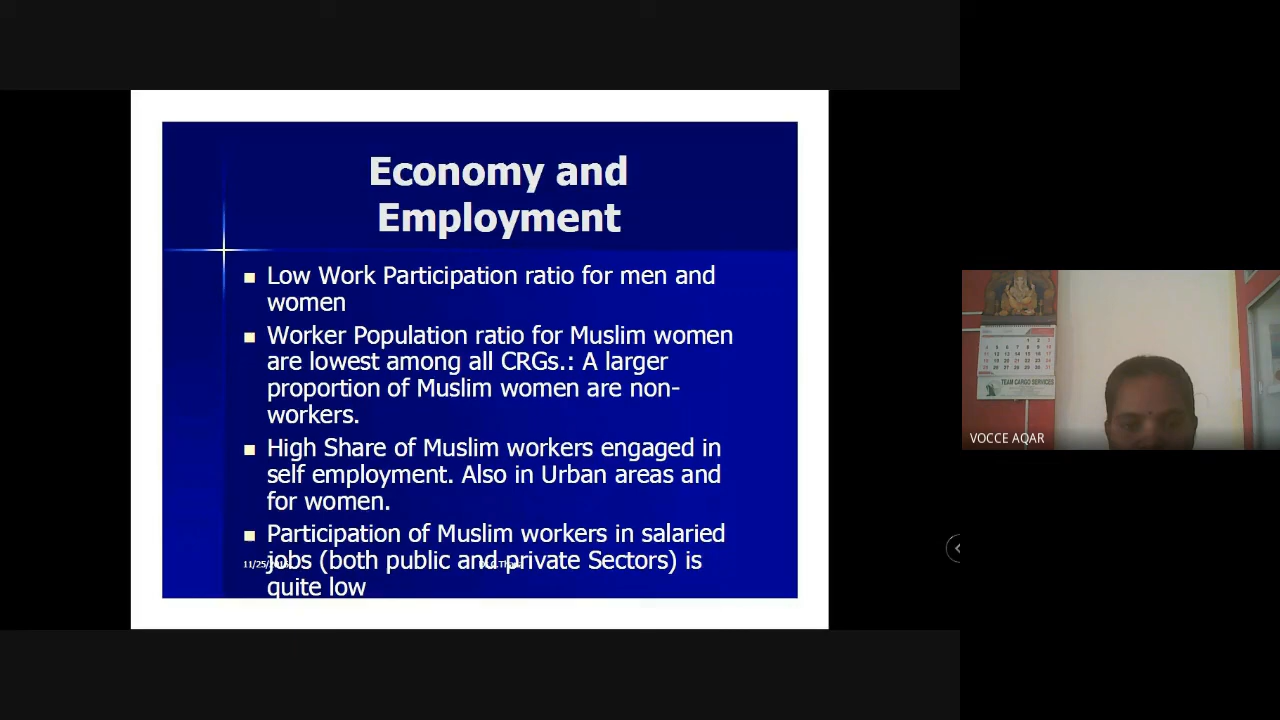 Economy and
Employment
Low Work Participation ratio for men and
women
Worker Population ratio for Muslim women
are lowest among all CRGs.: A larger
proportion of Muslim women are non-
workers.
High Share of Muslim workers engaged in
self employment. Also in Urban areas and
for women.
Participation of Muslim workers in salaried
jobs (both public and private Sectors) is
quite low
TEAM CARGO SERVICES
VOCCE AQAR